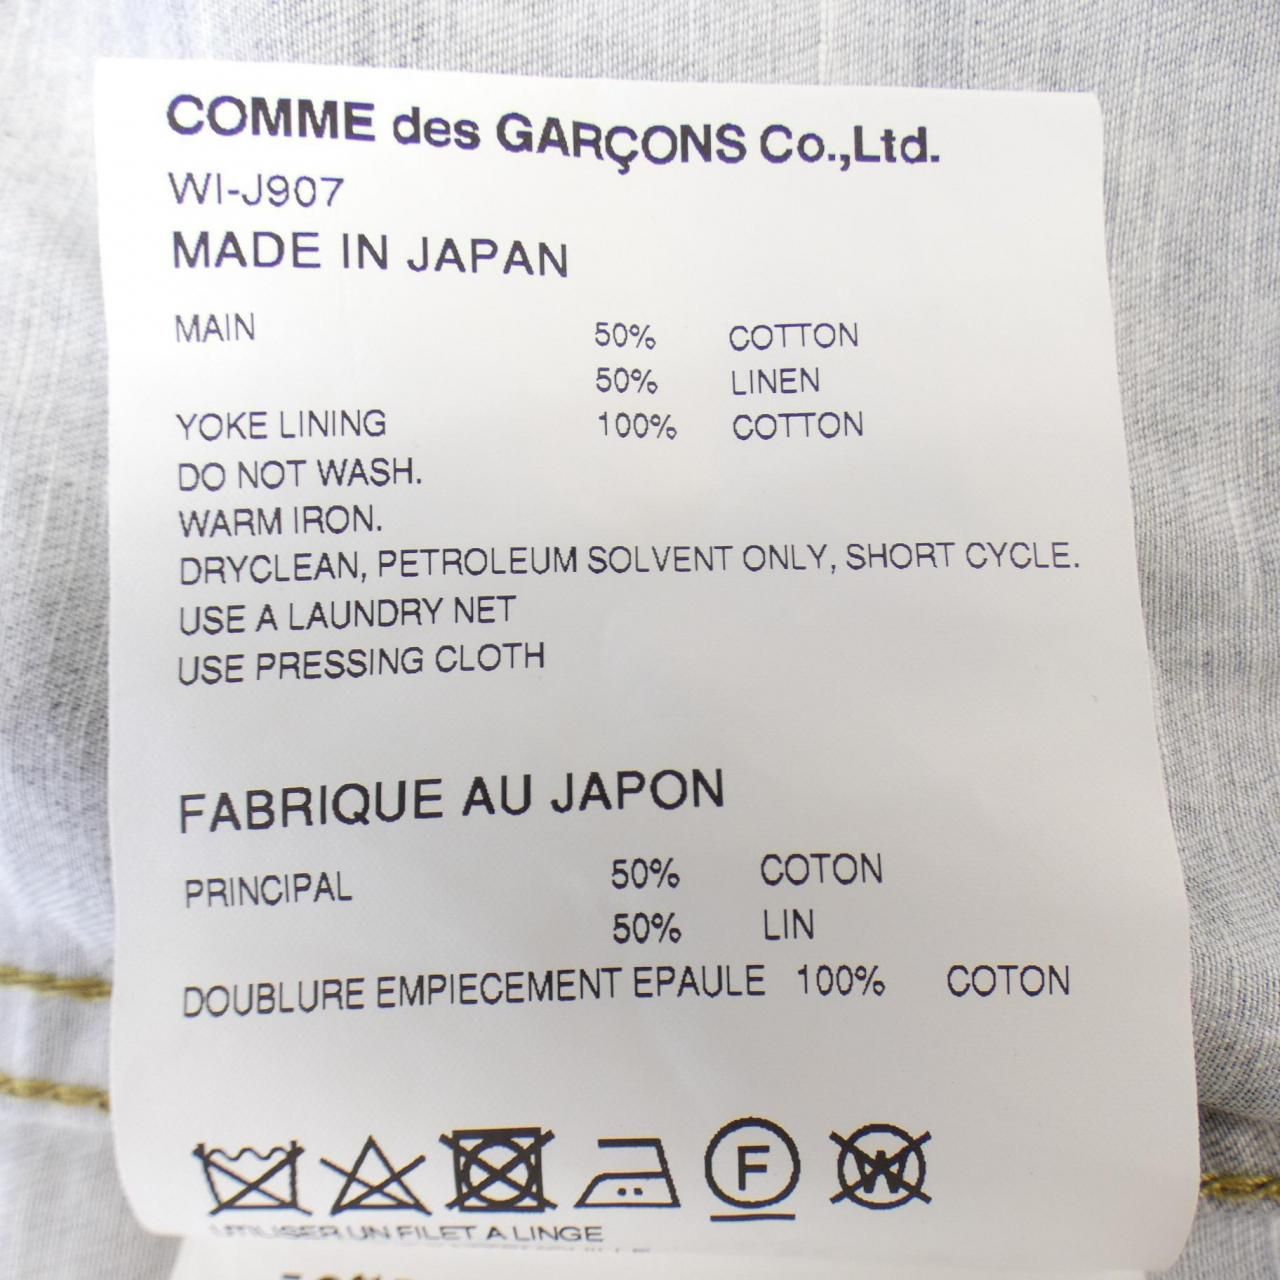 COMME des GARÇONS Co.,Ltd.
WI-J907
MADE IN JAPAN
MAIN 50% COTTON
50% LINEN
YOKE LINING 100% COTTON
DO NOT WASH.
WARM IRON.
DRYCLEAN, PETROLEUM SOLVENT ONLY, SHORT CYCLE.
USE A LAUNDRY NET
USE PRESSING CLOTH
FABRIQUE AU JAPON
PRINCIPAL 50% COTON
50% LIN
DOUBLURE EMPIECEMENT EPAULE 100% COTON
F W
UTILISER UN FILET A LINGE